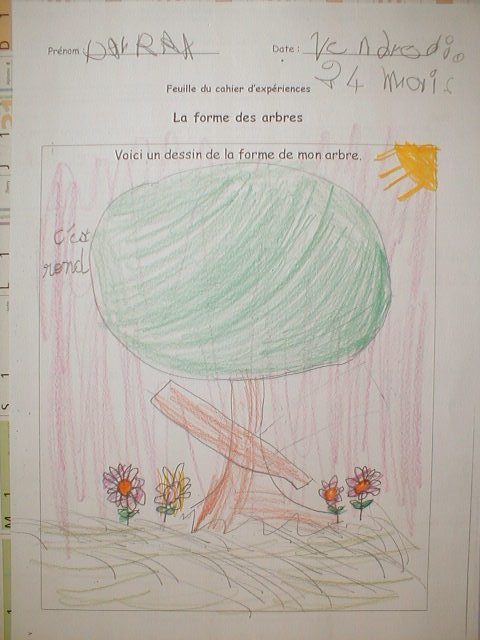 Prénom :
Date : Vendredi
24 mars
Feuille du cahier d'expériences
La forme des arbres
Voici un dessin de la forme de mon arbre.
c'est
rond